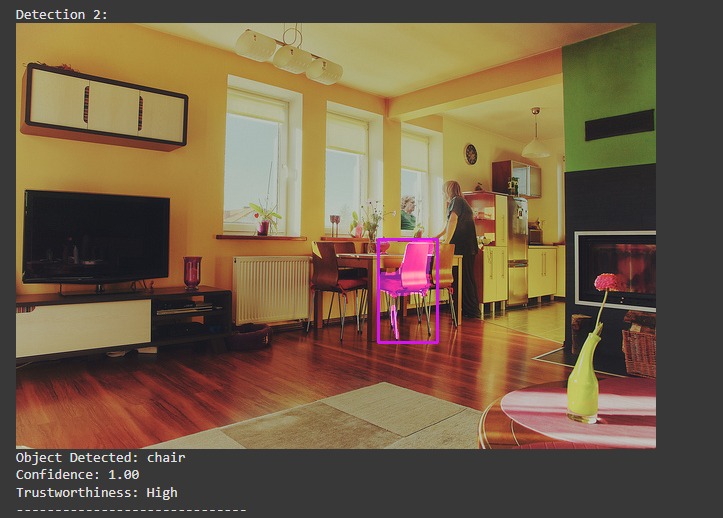 Detection 2:
Object Detected: chair
Confidence: 1.00
Trustworthiness: High
------------------------------